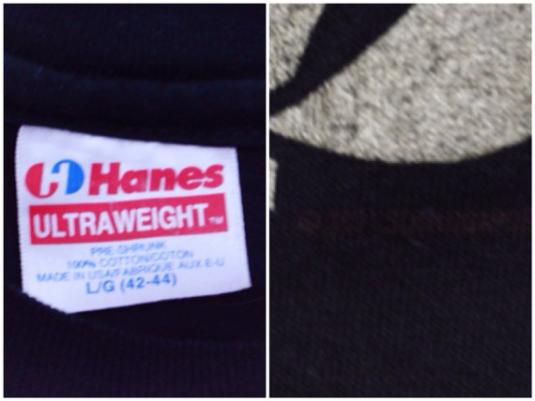 Hanes
ULTRAWEIGHT™
PRE-SHRUNK
100% COTTON/COTON
MADE IN USA/FABRIQUE AUX E-U
L/G (42-44)